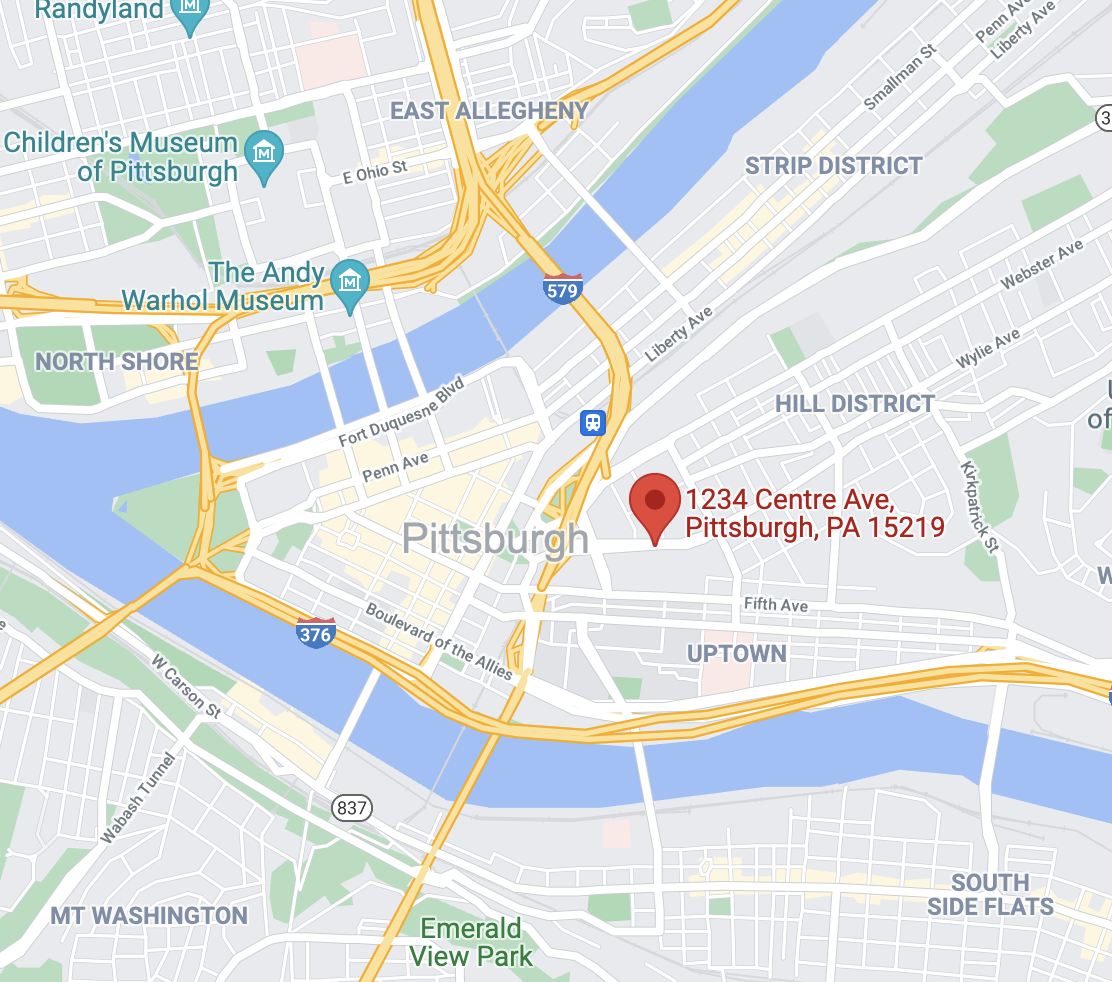 Randyland
Penn Ave
Liberty Ave
Smallman St
EAST ALLEGHENY
3
Children's Museum
of Pittsburgh
E Ohio St
STRIP DISTRICT
The Andy
Warhol Museum
579
Webster Ave
Liberty Ave
NORTH SHORE
Wylie Ave
Fort Duquesne Blvd
HILL DISTRICT
U
of
Penn Ave
Kirkpatrick St
1234 Centre Ave,
Pittsburgh, PA 15219
Pittsburgh
W
Fifth Ave
Boulevard of the Allies
376
e
UPTOWN
W Carson St
Wabash Tunnel
837
SOUTH
SIDE FLATS
MT WASHINGTON
Emerald
View Park